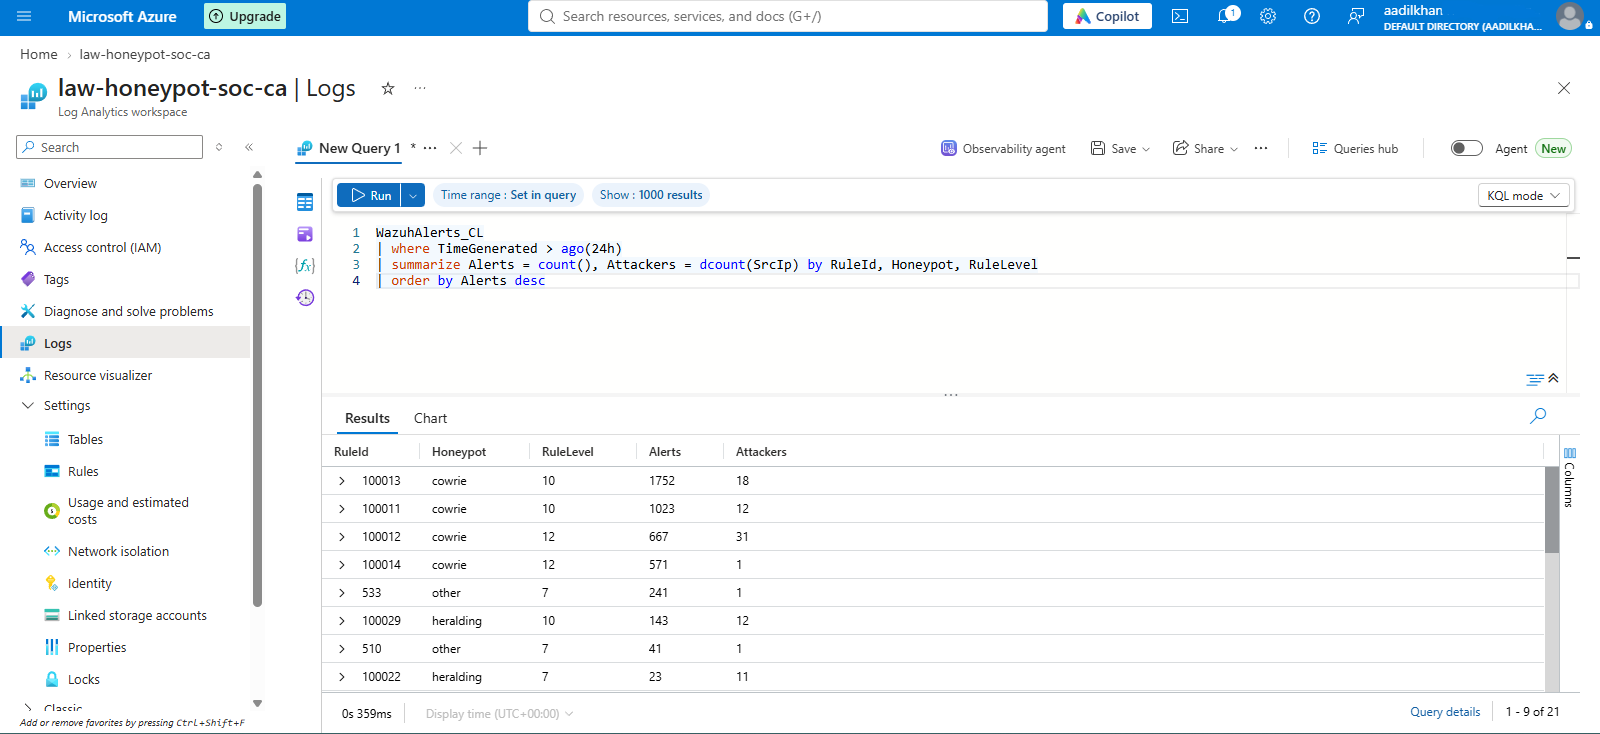 Microsoft Azure
Upgrade
Search resources, services, and docs (G+/)
Copilot
1
aadilkhan
DEFAULT DIRECTORY (AADILKHA...
Home > law-honeypot-soc-ca
law-honeypot-soc-ca | Logs
Log Analytics workspace
Search
Overview
Activity log
Access control (IAM)
Tags
Diagnose and solve problems
Logs
Resource visualizer
Settings
Tables
Rules
Usage and estimated
costs
Network isolation
Identity
Linked storage accounts
Properties
Locks
Classic
Add or remove favorites by pressing Ctrl+Shift+F
New Query 1 *
Observability agent
Save
Share
Queries hub
Agent
New
Run
Time range : Set in query
Show : 1000 results
KQL mode
1 WazuhAlerts_CL
2 | where TimeGenerated > ago(24h)
3 | summarize Alerts = count(), Attackers = dcount(SrcIp) by RuleId, Honeypot, RuleLevel
4 | order by Alerts desc
Results
Chart
RuleId Honeypot RuleLevel Alerts Attackers
100013 cowrie 10 1752 18
100011 cowrie 10 1023 12
100012 cowrie 12 667 31
100014 cowrie 12 571 1
533 other 7 241 1
100029 heralding 10 143 12
510 other 7 41 1
100022 heralding 7 23 11
Columns
0s 359ms
Display time (UTC+00:00)
Query details
1 - 9 of 21